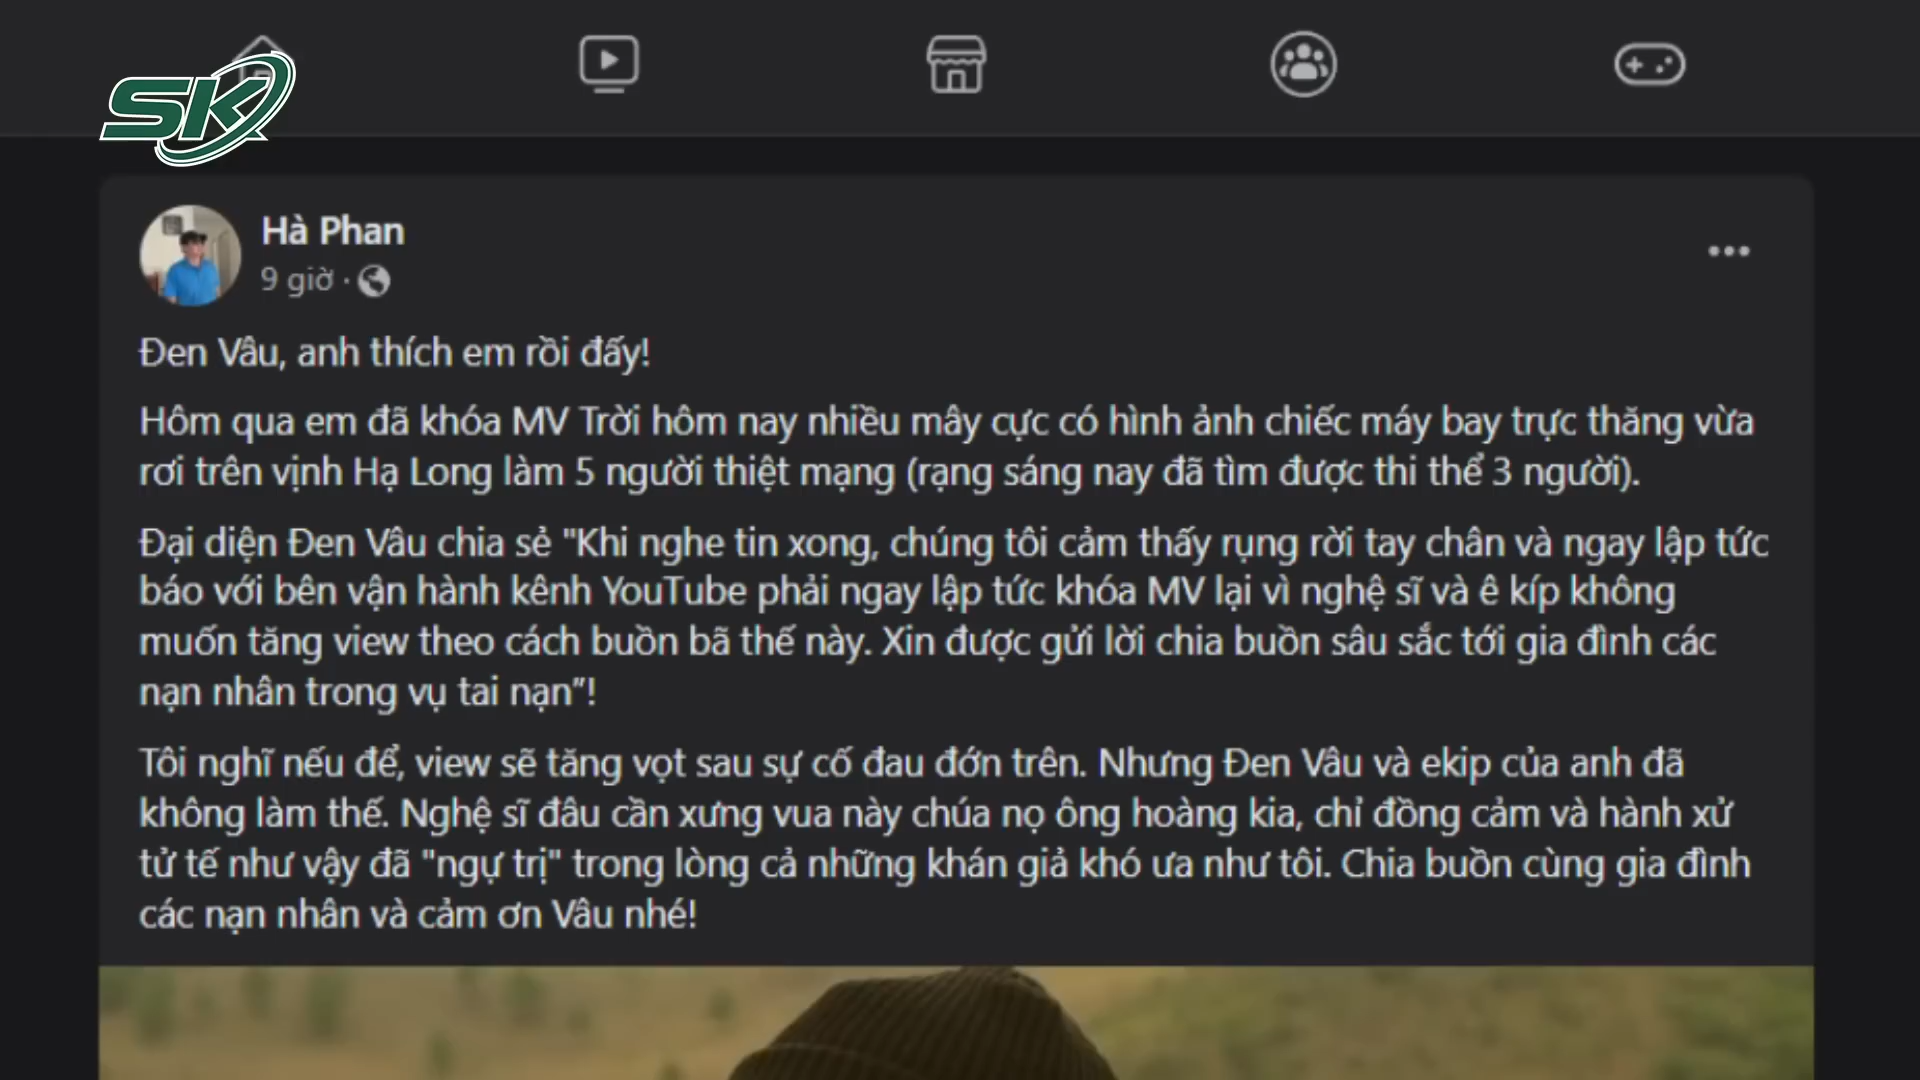 SK
Hà Phan
9 giờ ·
Đen Vâu, anh thích em rồi đấy!
Hôm qua em đã khóa MV Trời hôm nay nhiều mây cực có hình ảnh chiếc máy bay trực thăng vừa
rơi trên vịnh Hạ Long làm 5 người thiệt mạng (rạng sáng nay đã tìm được thi thể 3 người).
Đại diện Đen Vâu chia sẻ "Khi nghe tin xong, chúng tôi cảm thấy rụng rời tay chân và ngay lập tức
báo với bên vận hành kênh YouTube phải ngay lập tức khóa MV lại vì nghệ sĩ và ê kíp không
muốn tăng view theo cách buồn bã thế này. Xin được gửi lời chia buồn sâu sắc tới gia đình các
nạn nhân trong vụ tai nạn"!
Tôi nghĩ nếu để, view sẽ tăng vọt sau sự cố đau đớn trên. Nhưng Đen Vâu và ekip của anh đã
không làm thế. Nghệ sĩ đâu cần xưng vua này chúa nọ ông hoàng kia, chỉ đồng cảm và hành xử
tử tế như vậy đã "ngự trị" trong lòng cả những khán giả khó ưa như tôi. Chia buồn cùng gia đình
các nạn nhân và cảm ơn Vâu nhé!